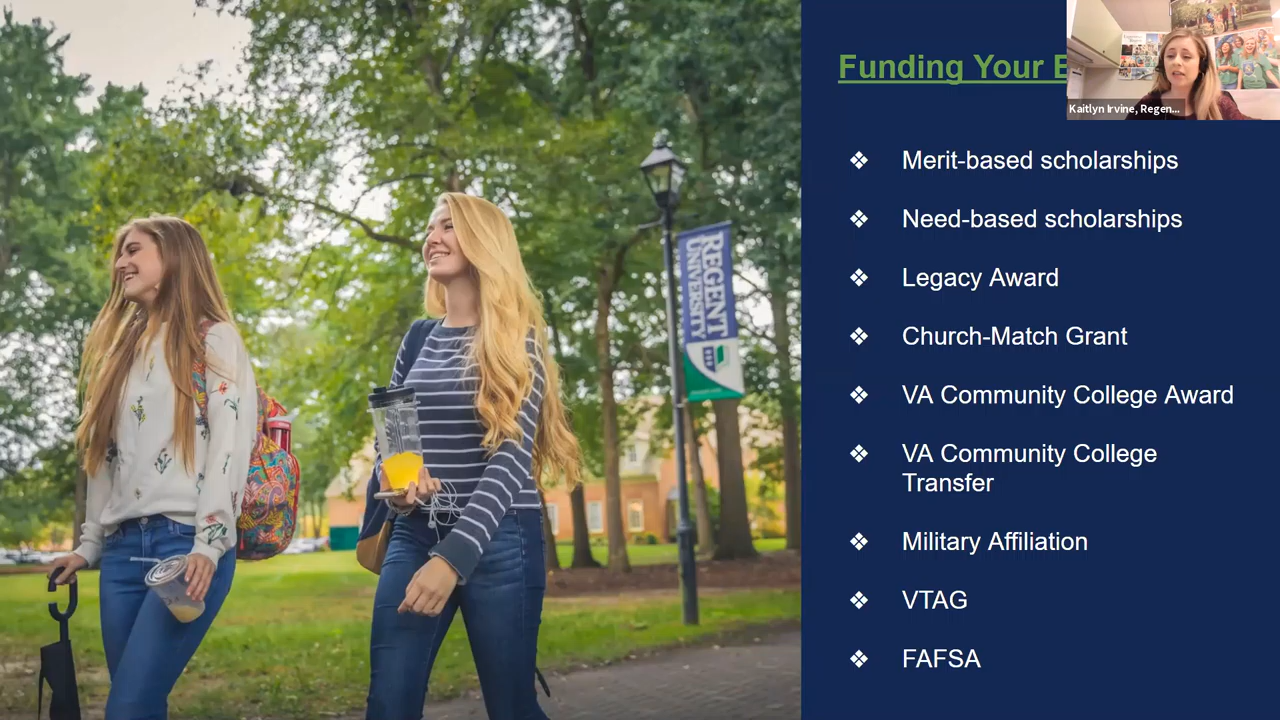 Funding Your
Kaitlyn Irvine, Regen...
Merit-based scholarships
Need-based scholarships
Legacy Award
Church-Match Grant
VA Community College Award
VA Community College
Transfer
Military Affiliation
VTAG
FAFSA
REGENT
UNIVERSITY